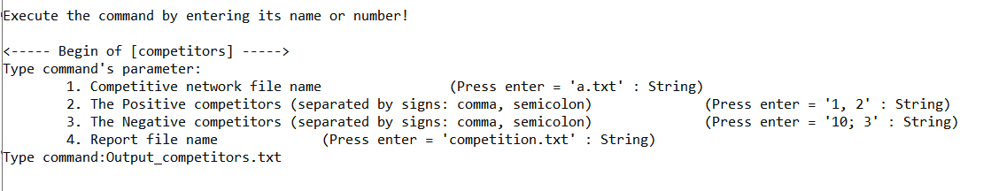 Execute the command by entering its name or number!
<----- Begin of [competitors] ----->
Type command's parameter:
1. Competitive network file name (Press enter = 'a.txt' : String)
2. The Positive competitors (separated by signs: comma, semicolon) (Press enter = '1, 2' : String)
3. The Negative competitors (separated by signs: comma, semicolon) (Press enter = '10; 3' : String)
4. Report file name (Press enter = 'competition.txt' : String)
Type command:Output_competitors.txt